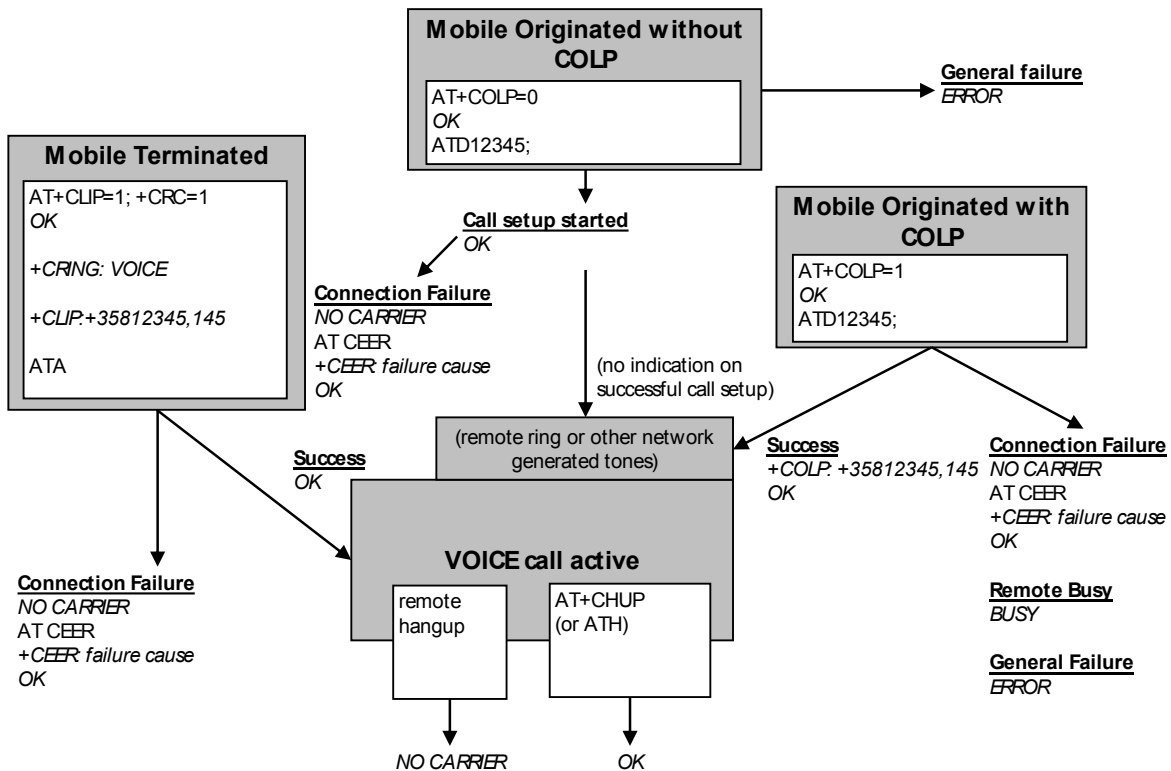 Mobile Originated without
COLP
AT+COLP=0
OK
ATD12345;
General failure
ERROR
Mobile Terminated
AT+CLIP=1; +CRC=1
OK
+CRING: VOICE
+CLIP:+35812345,145
ATA
Call setup started
OK
Mobile Originated with
COLP
AT+COLP=1
OK
ATD12345;
Connection Failure
NO CARRIER
AT CEER
+CEER: failure cause
OK
(no indication on
successful call setup)
(remote ring or other network
generated tones)
Success
OK
Success
+COLP: +35812345,145
OK
Connection Failure
NO CARRIER
AT CEER
+CEER: failure cause
OK
Remote Busy
BUSY
General Failure
ERROR
VOICE call active
remote
hangup
AT+CHUP
(or ATH)
Connection Failure
NO CARRIER
AT CEER
+CEER: failure cause
OK
NO CARRIER
OK